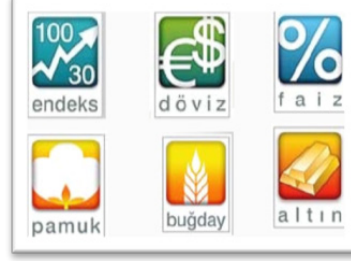 100
30
€$
%
endeks
döviz
faiz
pamuk
buğday
altın